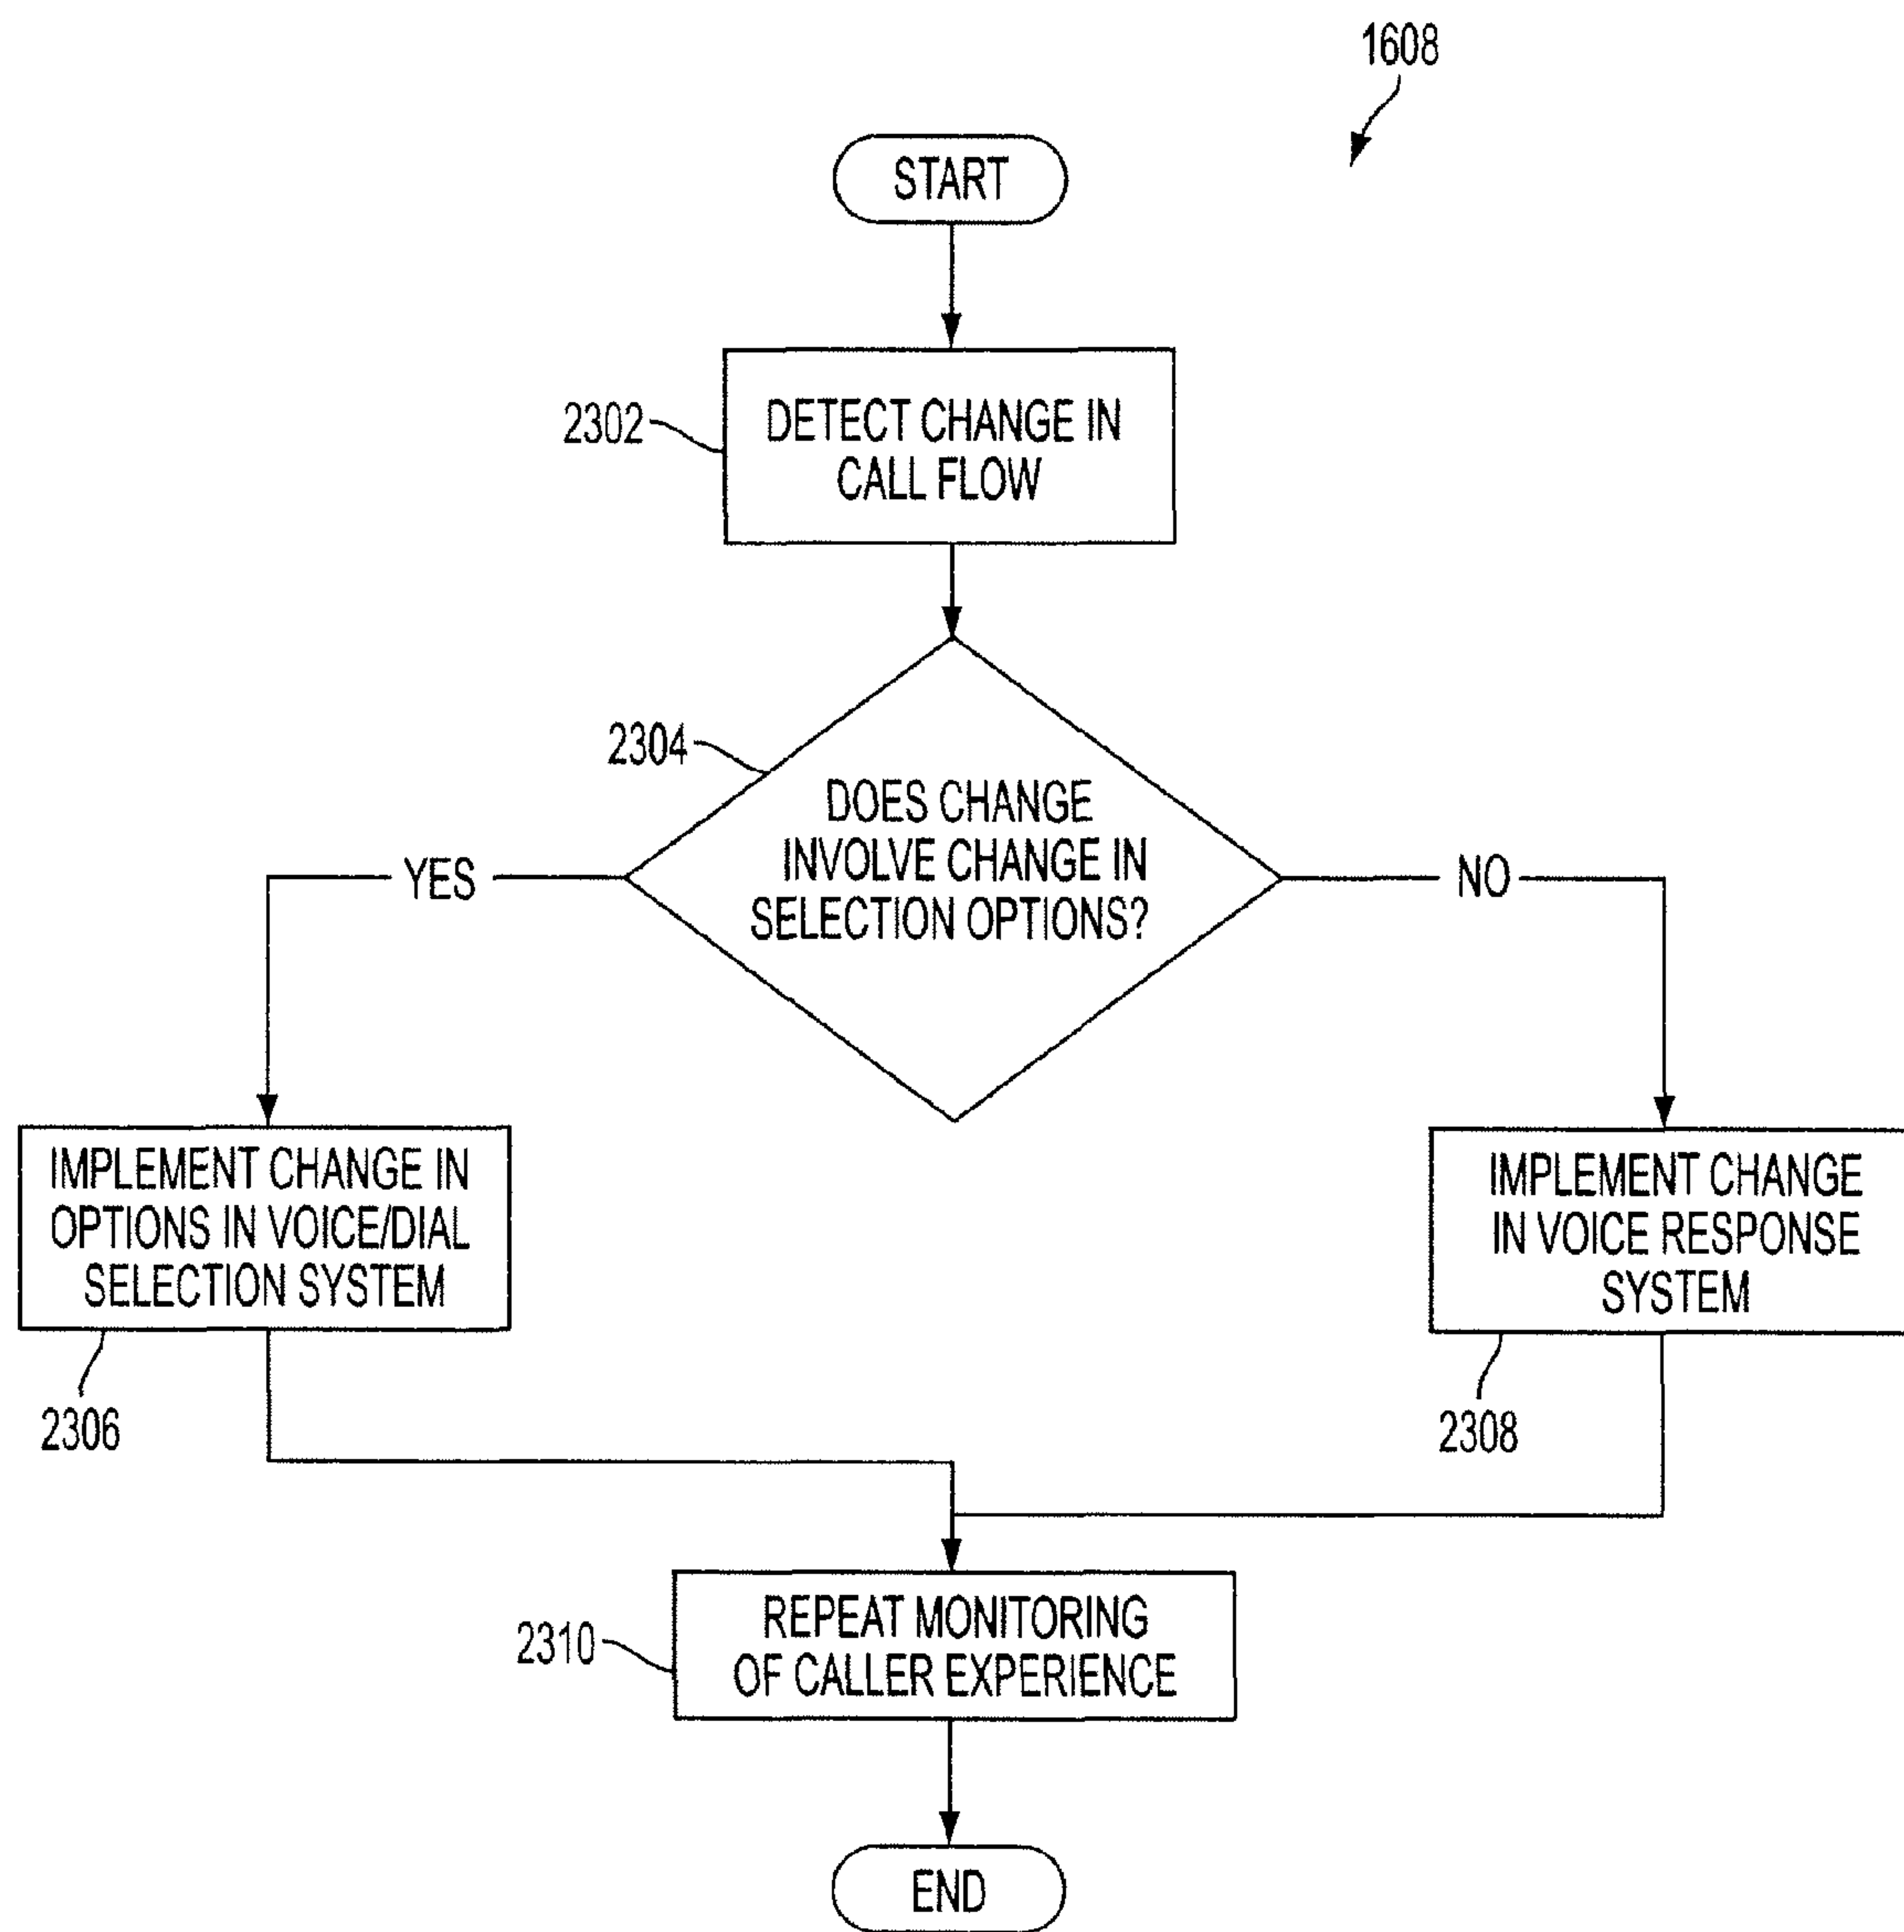 1608
START
2302
DETECT CHANGE IN
CALL FLOW
2304
DOES CHANGE
INVOLVE CHANGE IN
SELECTION OPTIONS?
YES
NO
IMPLEMENT CHANGE IN
OPTIONS IN VOICE/DIAL
SELECTION SYSTEM
2306
IMPLEMENT CHANGE
IN VOICE RESPONSE
SYSTEM
2308
2310
REPEAT MONITORING
OF CALLER EXPERIENCE
END